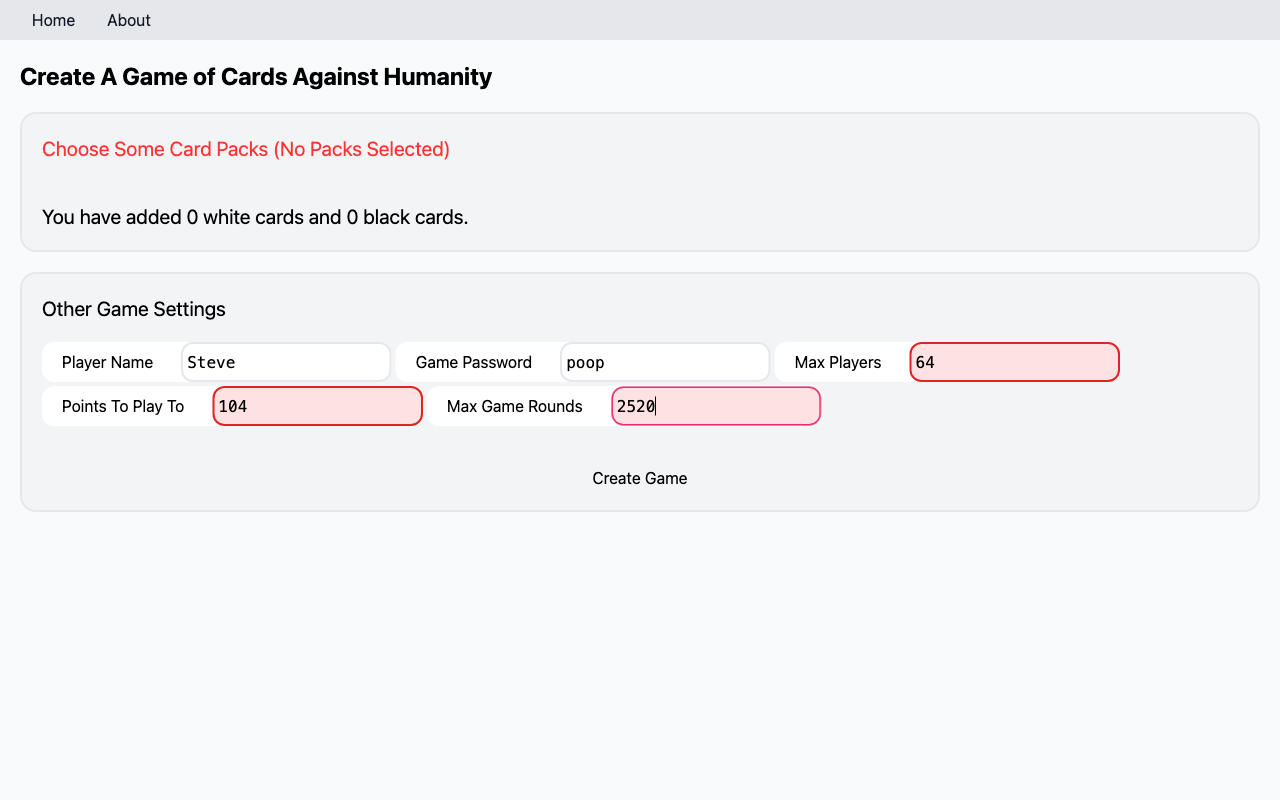 Home About
Create A Game of Cards Against Humanity
Choose Some Card Packs (No Packs Selected)
You have added 0 white cards and 0 black cards.
Other Game Settings
Player Name Steve Game Password poop Max Players 64
Points To Play To 104 Max Game Rounds 2520
Create Game